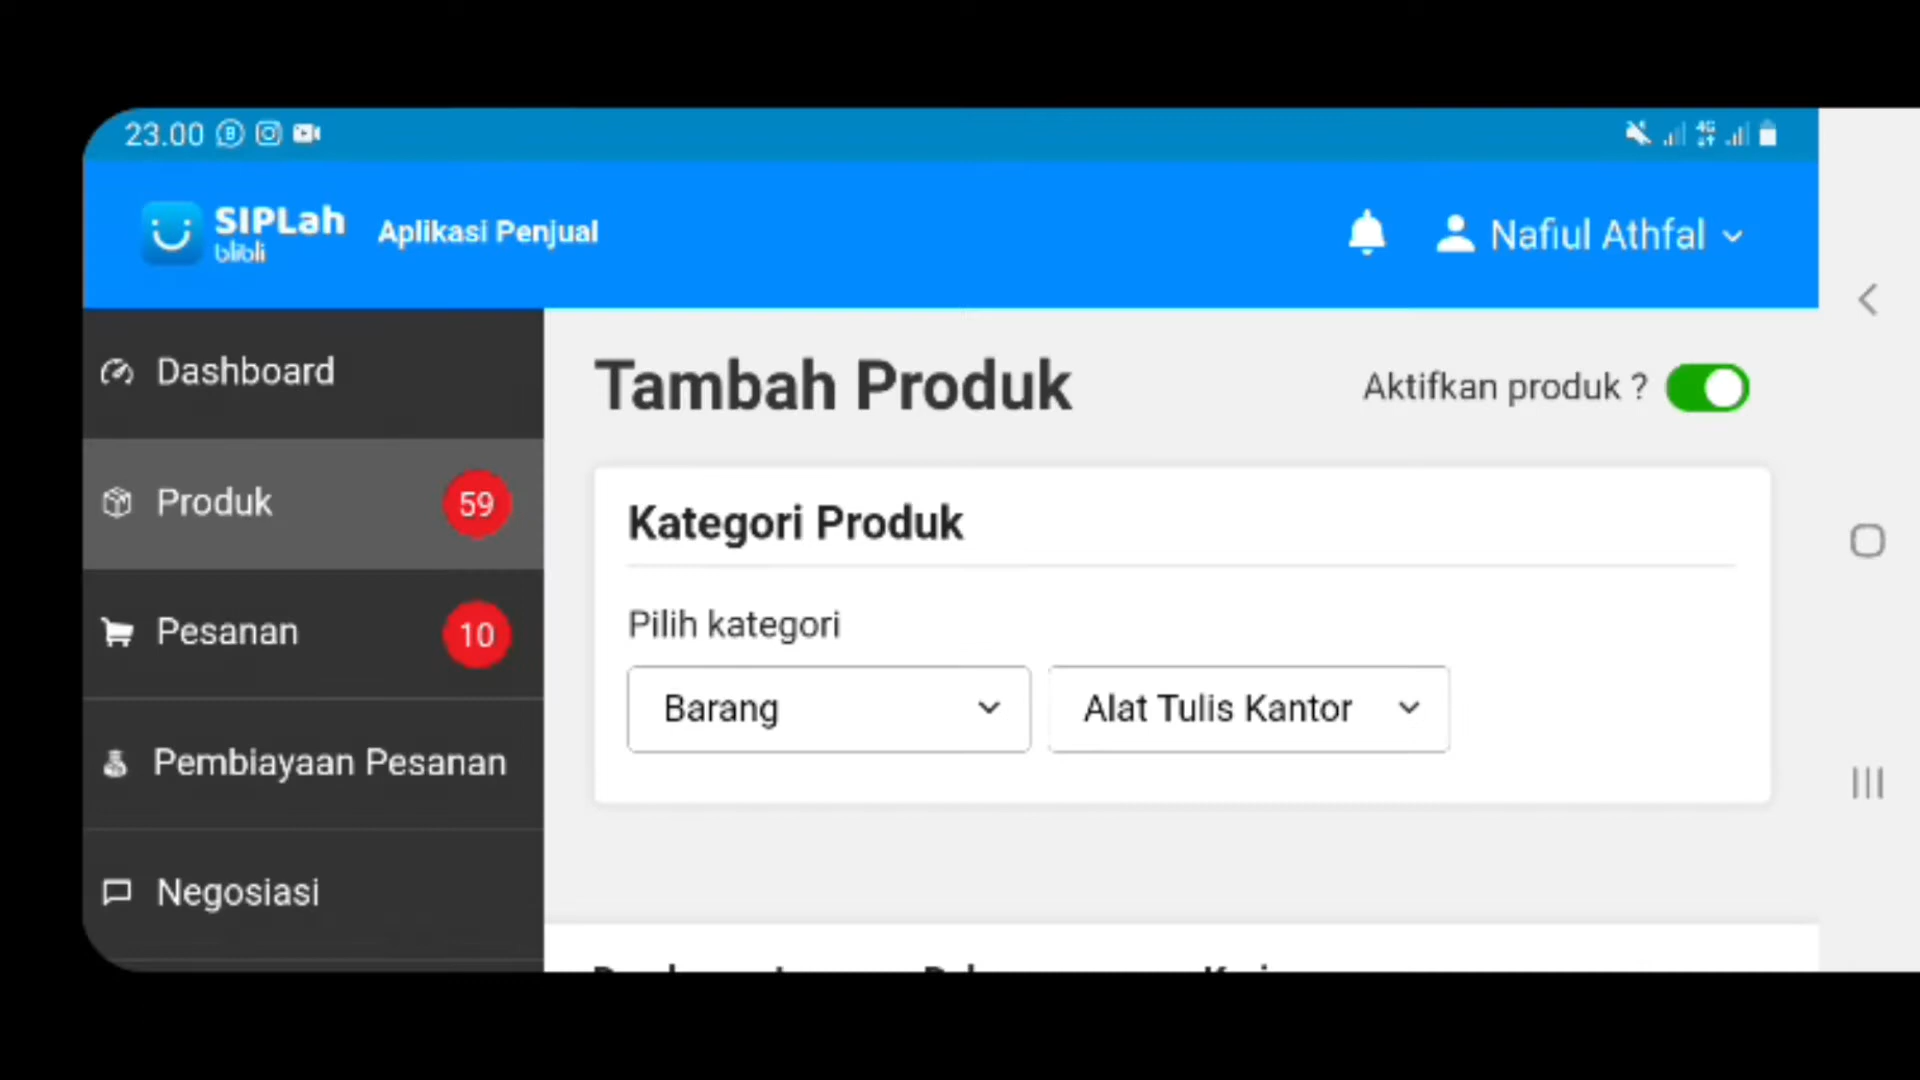 23.00
4G
SIPLah
blibli
Aplikasi Penjual
Nafiul Athfal
Dashboard
Produk
59
Pesanan
10
Pembiayaan Pesanan
Negosiasi
Tambah Produk
Aktifkan produk ?
Kategori Produk
Pilih kategori
Barang
Alat Tulis Kantor